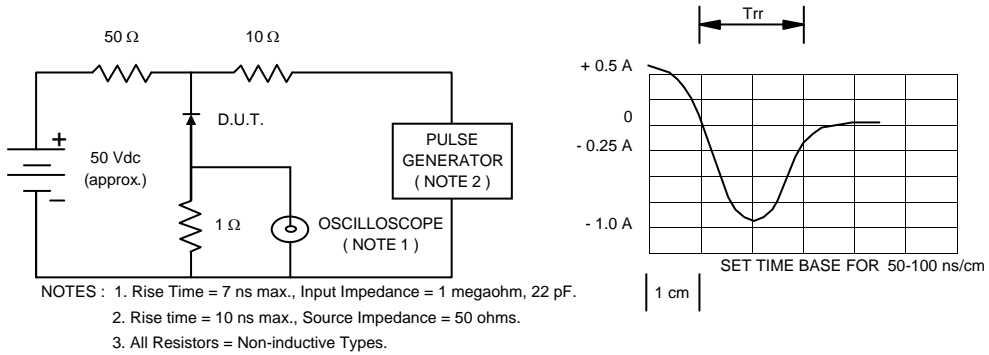 50 Ω
10 Ω
D.U.T.
+
50 Vdc
(approx.)
−
1 Ω
PULSE
GENERATOR
( NOTE 2 )
OSCILLOSCOPE
( NOTE 1 )
NOTES : 1. Rise Time = 7 ns max., Input Impedance = 1 megaohm, 22 pF.
2. Rise time = 10 ns max., Source Impedance = 50 ohms.
3. All Resistors = Non-inductive Types.
Trr
+ 0.5 A
0
- 0.25 A
- 1.0 A
SET TIME BASE FOR 50-100 ns/cm
1 cm